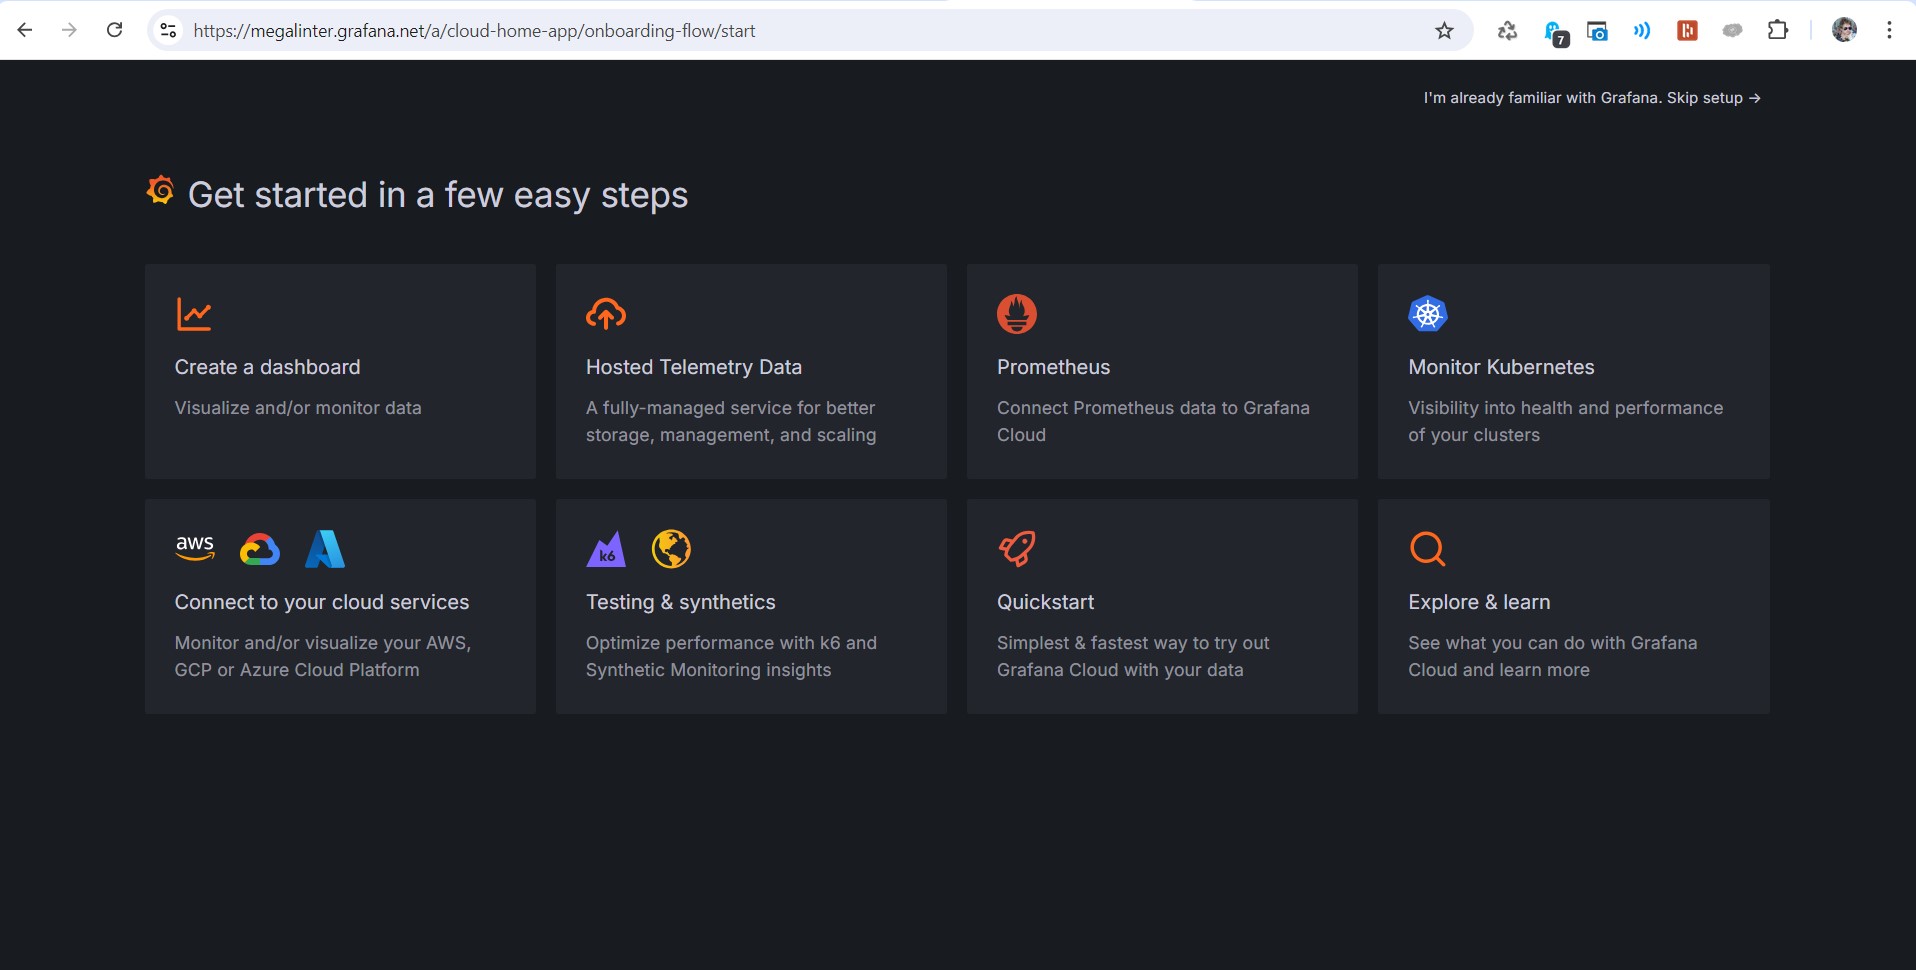 https://megalinter.grafana.net/a/cloud-home-app/onboarding-flow/start
7
I'm already familiar with Grafana. Skip setup →
Get started in a few easy steps
Create a dashboard
Visualize and/or monitor data
Hosted Telemetry Data
A fully-managed service for better
storage, management, and scaling
Prometheus
Connect Prometheus data to Grafana
Cloud
Monitor Kubernetes
Visibility into health and performance
of your clusters
aws
Connect to your cloud services
Monitor and/or visualize your AWS,
GCP or Azure Cloud Platform
k6
Testing & synthetics
Optimize performance with k6 and
Synthetic Monitoring insights
Quickstart
Simplest & fastest way to try out
Grafana Cloud with your data
Explore & learn
See what you can do with Grafana
Cloud and learn more